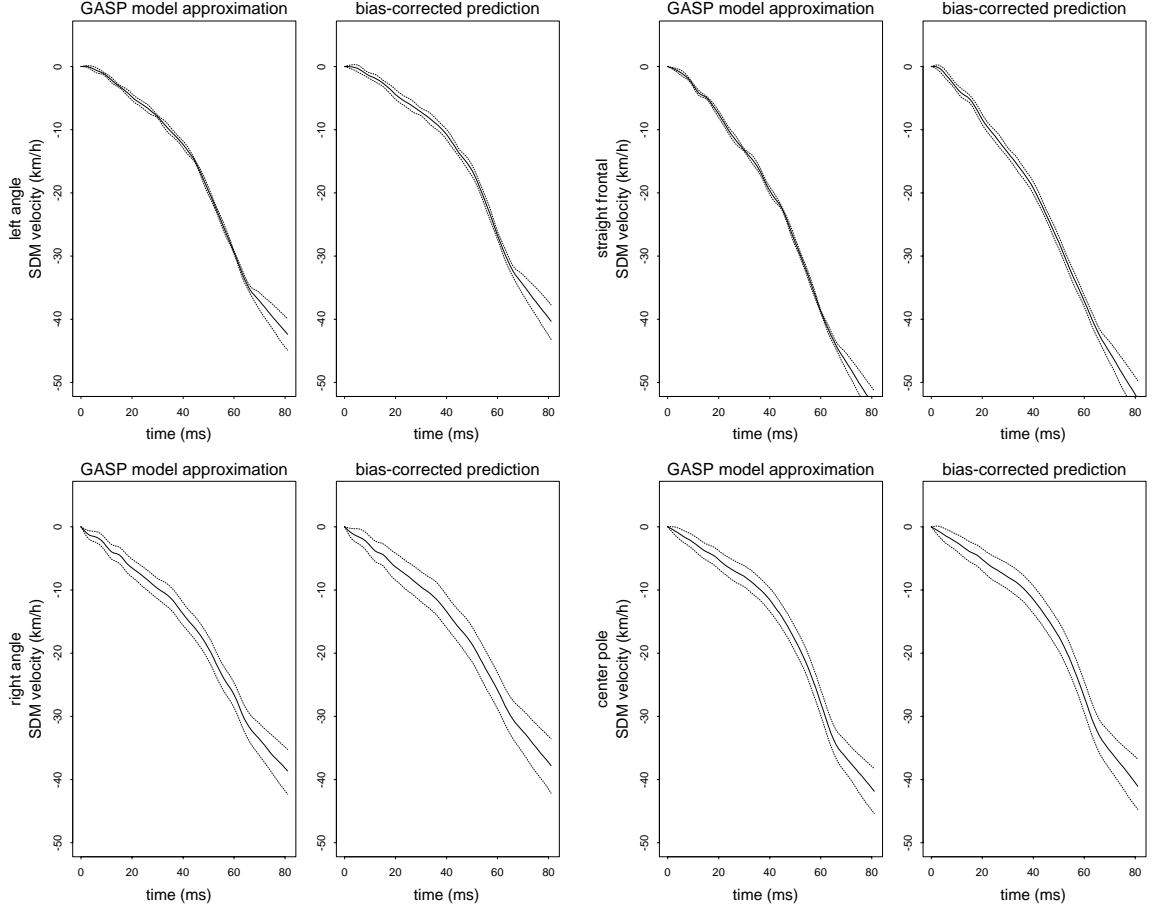 GASP model approximation
bias-corrected prediction
GASP model approximation
bias-corrected prediction
left angle
SDM velocity (km/h)
0
-10
-20
-30
-40
-50
0 20 40 60 80
time (ms)
0
-10
-20
-30
-40
-50
0 20 40 60 80
time (ms)
straight frontal
SDM velocity (km/h)
0
-10
-20
-30
-40
-50
0 20 40 60 80
time (ms)
0
-10
-20
-30
-40
-50
0 20 40 60 80
time (ms)
GASP model approximation
bias-corrected prediction
GASP model approximation
bias-corrected prediction
right angle
SDM velocity (km/h)
0
-10
-20
-30
-40
-50
0 20 40 60 80
time (ms)
0
-10
-20
-30
-40
-50
0 20 40 60 80
time (ms)
center pole
SDM velocity (km/h)
0
-10
-20
-30
-40
-50
0 20 40 60 80
time (ms)
0
-10
-20
-30
-40
-50
0 20 40 60 80
time (ms)